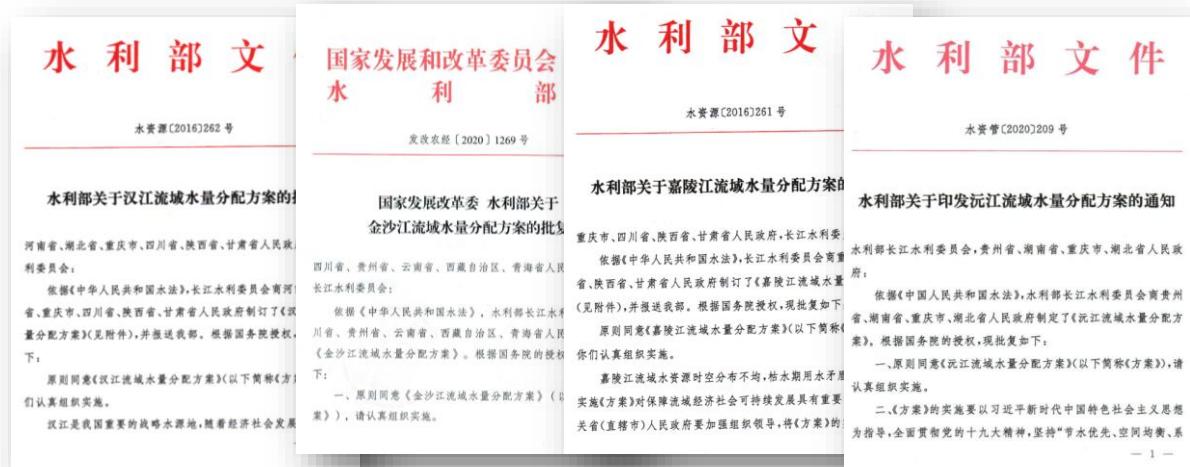 水利部文
水资源〔2016〕262 号
水利部关于汉江流域水量分配方案的
河南省、湖北省、重庆市、四川省、陕西省、甘肃省人民政
利委员会:
依据《中华人民共和国水法》,长江水利委员会商河
省、重庆市、四川省、陕西省、甘肃省人民政府制订了《汉
量分配方案》(见附件),并报送我部。根据国务院授权,
下:
原则同意《汉江流域水量分配方案》(以下简称《方
们认真组织实施。
汉江是我国重要的战略水源地,随着经济社会发展
国家发展和改革委员会
水利部
发改农经〔2020〕1269 号
国家发展改革委 水利部关于
金沙江流域水量分配方案的批复
四川省、贵州省、云南省、西藏自治区、青海省人民
长江水利委员会:
依据《中华人民共和国水法》,水利部长江水利
川省、贵州省、云南省、西藏自治区、青海省人民
《金沙江流域水量分配方案》。根据国务院的授权
下:
一、原则同意《金沙江流域水量分配方案》(以
案》),请认真组织实施。
水利部文
水资源〔2016〕261 号
水利部关于嘉陵江流域水量分配方案的
重庆市、四川省、陕西省、甘肃省人民政府,长江水利委
依据《中华人民共和国水法》,长江水利委员会商重
省、陕西省、甘肃省人民政府制订了《嘉陵江流域水量
(见附件),并报送我部。根据国务院授权,现批复如下
原则同意《嘉陵江流域水量分配方案》(以下简称《
你们认真组织实施。
嘉陵江流域水资源时空分布不均,枯水期用水矛盾
实施《方案》对保障流域经济社会可持续发展具有重要
关省(直辖市)人民政府要加强组织领导,将《方案》的
水利部文件
水资管〔2020〕209 号
水利部关于印发沅江流域水量分配方案的通知
水利部长江水利委员会,贵州省、湖南省、重庆市、湖北省人民政
府:
依据《中国人民共和国水法》,水利部长江水利委员会商贵州
省、湖南省、重庆市、湖北省人民政府制定了《沅江流域水量分配方
案》。根据国务院的授权,现批复如下:
一、原则同意《沅江流域水量分配方案》(以下简称《方案》),请
认真组织实施。
二、《方案》的实施要以习近平新时代中国特色社会主义思想
为指导,全面贯彻党的十九大精神,坚持“节水优先、空间均衡、系
— 1 —